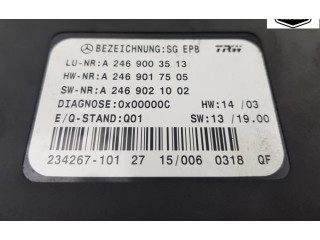 BEZEICHNUNG:SG EPB TRW
LU-NR:A 246 900 35 13
HW-NR:A 246 901 75 05
SW-NR:A 246 902 10 02
DIAGNOSE:0x00000C HW:14 /03
E/Q-STAND:Q01 SW:13 /19.00
234267-101 27 15/006 0318 QF